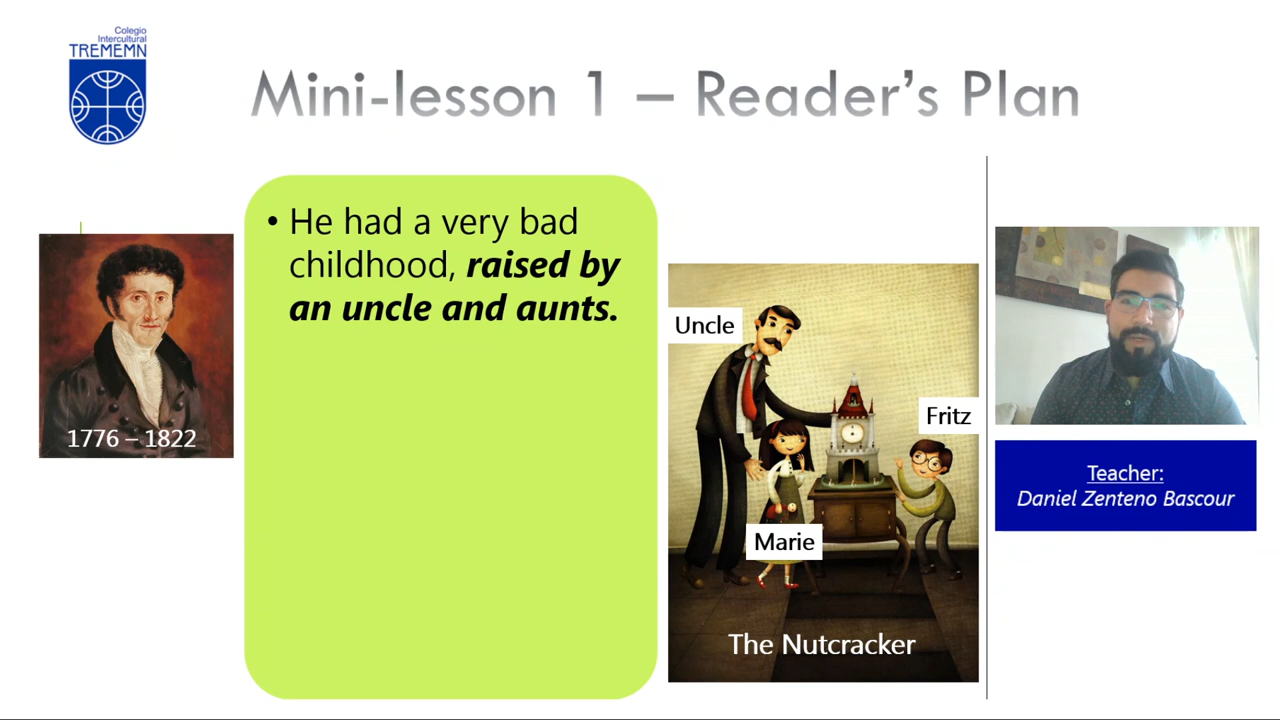 Colegio
Intercultural
TREMEMN
Mini-lesson 1 – Reader's Plan
• He had a very bad
childhood, raised by
an uncle and aunts.
1776 – 1822
Uncle
Fritz
Marie
The Nutcracker
Teacher:
Daniel Zenteno Bascour